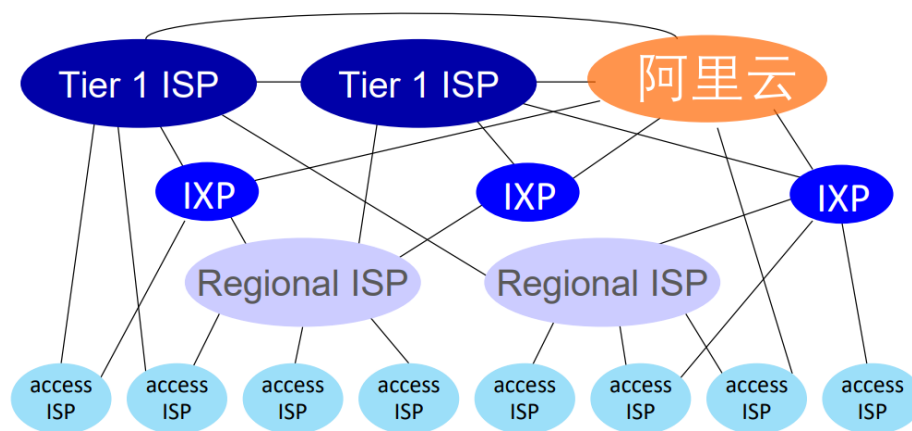 Tier 1 ISP
Tier 1 ISP
阿里云
IXP
IXP
IXP
Regional ISP
Regional ISP
access
ISP
access
ISP
access
ISP
access
ISP
access
ISP
access
ISP
access
ISP
access
ISP